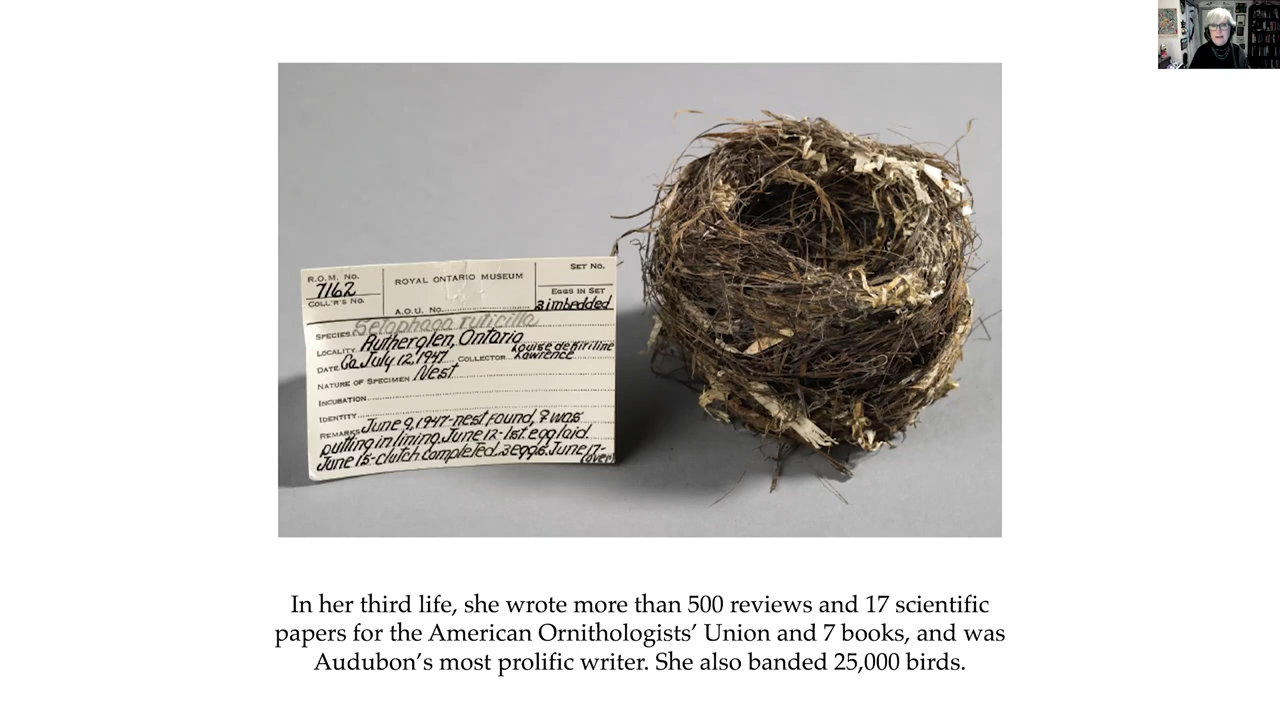 R.O.M. No.
7162
COLL'R'S No.
ROYAL ONTARIO MUSEUM
A.O.U. No.
SET No.
EGGS IN SET
3 imbedded
SPECIES Setophaga ruticilla
LOCALITY Rutherglen, Ontario
DATE Ca July 12, 1947 COLLECTOR Louise de Kiriline Lawrence
NATURE OF SPECIMEN Nest
INCUBATION
IDENTITY
REMARKS June 9, 1947-nest found, ♀ was
putting in lining. June 12-1st. egg laid.
June 15-clutch completed. 3 eggs. June 17-
(over)
In her third life, she wrote more than 500 reviews and 17 scientific
papers for the American Ornithologists’ Union and 7 books, and was
Audubon’s most prolific writer. She also banded 25,000 birds.